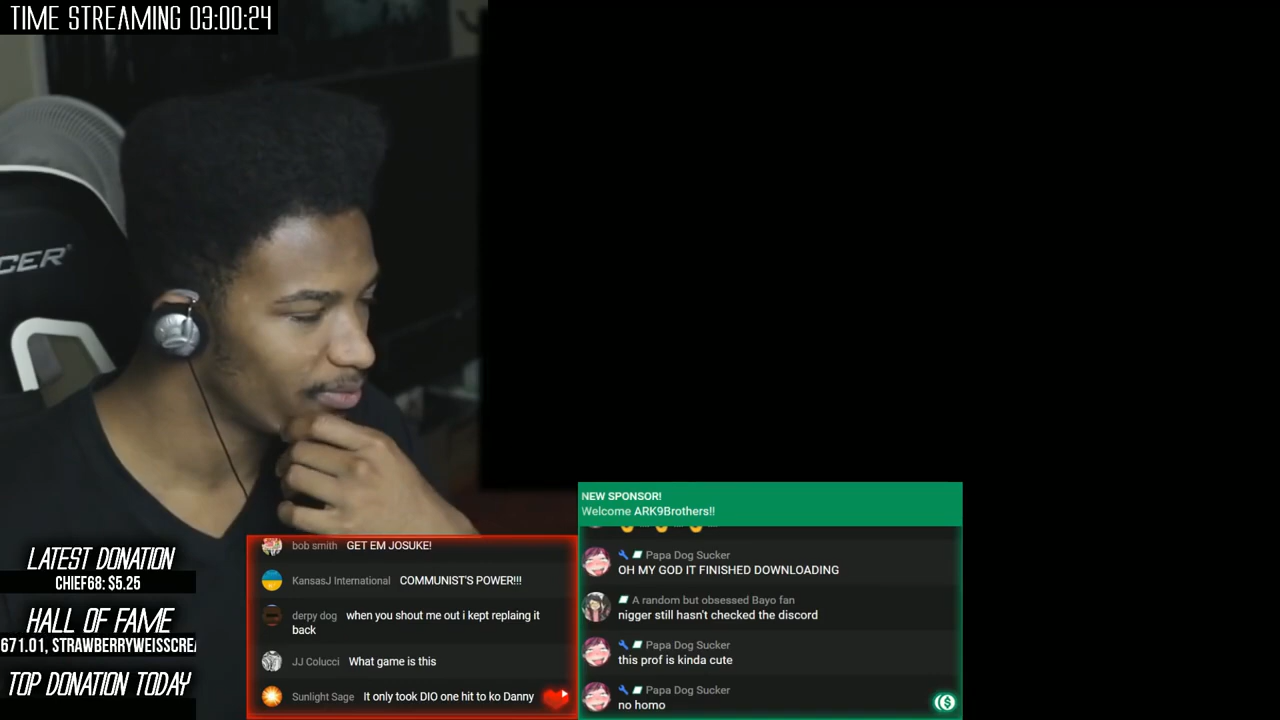 TIME STREAMING 03:00:24
CER
LATEST DONATION
CHIEF68: $5.25
HALL OF FAME
671.01, STRAWBERRYWEISSCREA
TOP DONATION TODAY
bob smith GET EM JOSUKE!
KansasJ International COMMUNIST'S POWER!!!
derpy dog when you shout me out i kept replaing it
back
JJ Colucci What game is this
Sunlight Sage It only took DIO one hit to ko Danny
NEW SPONSOR!
Welcome ARK9Brothers!!
Papa Dog Sucker
OH MY GOD IT FINISHED DOWNLOADING
A random but obsessed Bayo fan
nigger still hasn't checked the discord
Papa Dog Sucker
this prof is kinda cute
Papa Dog Sucker
no homo